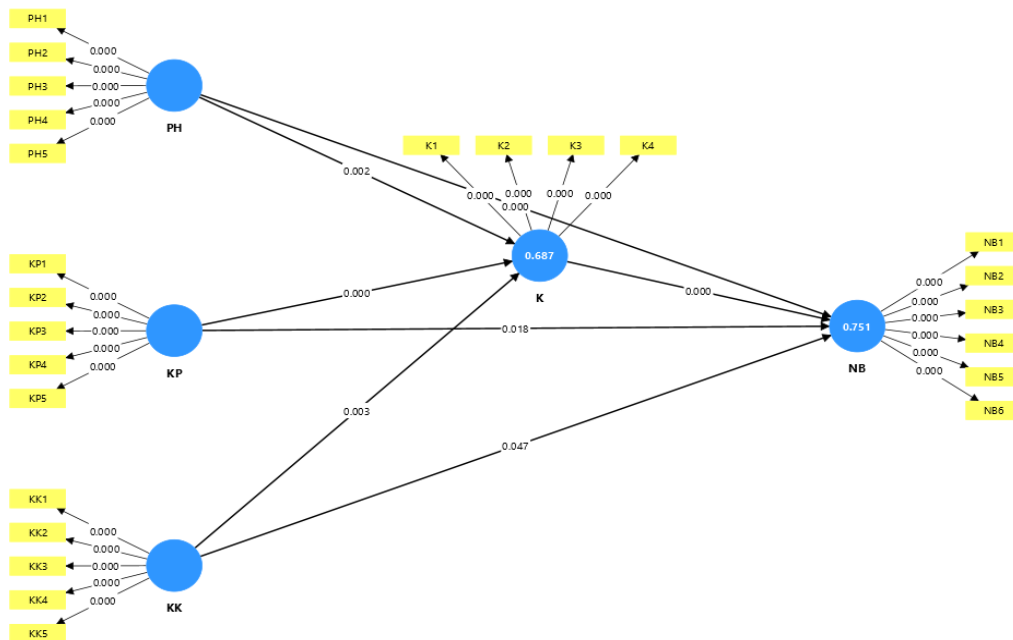 PH1
PH2
PH3
PH4
PH5
0.000
0.000
0.000
0.000
0.000
PH
0.002
K1
K2
K3
K4
0.000
0.000
0.000
0.000
0.000
0.687
K
KP1
KP2
KP3
KP4
KP5
0.000
0.000
0.000
0.000
0.000
KP
0.000
0.000
0.018
NB1
NB2
NB3
NB4
NB5
NB6
0.000
0.000
0.000
0.000
0.000
0.000
0.751
NB
0.003
0.047
KK1
KK2
KK3
KK4
KK5
0.000
0.000
0.000
0.000
0.000
KK